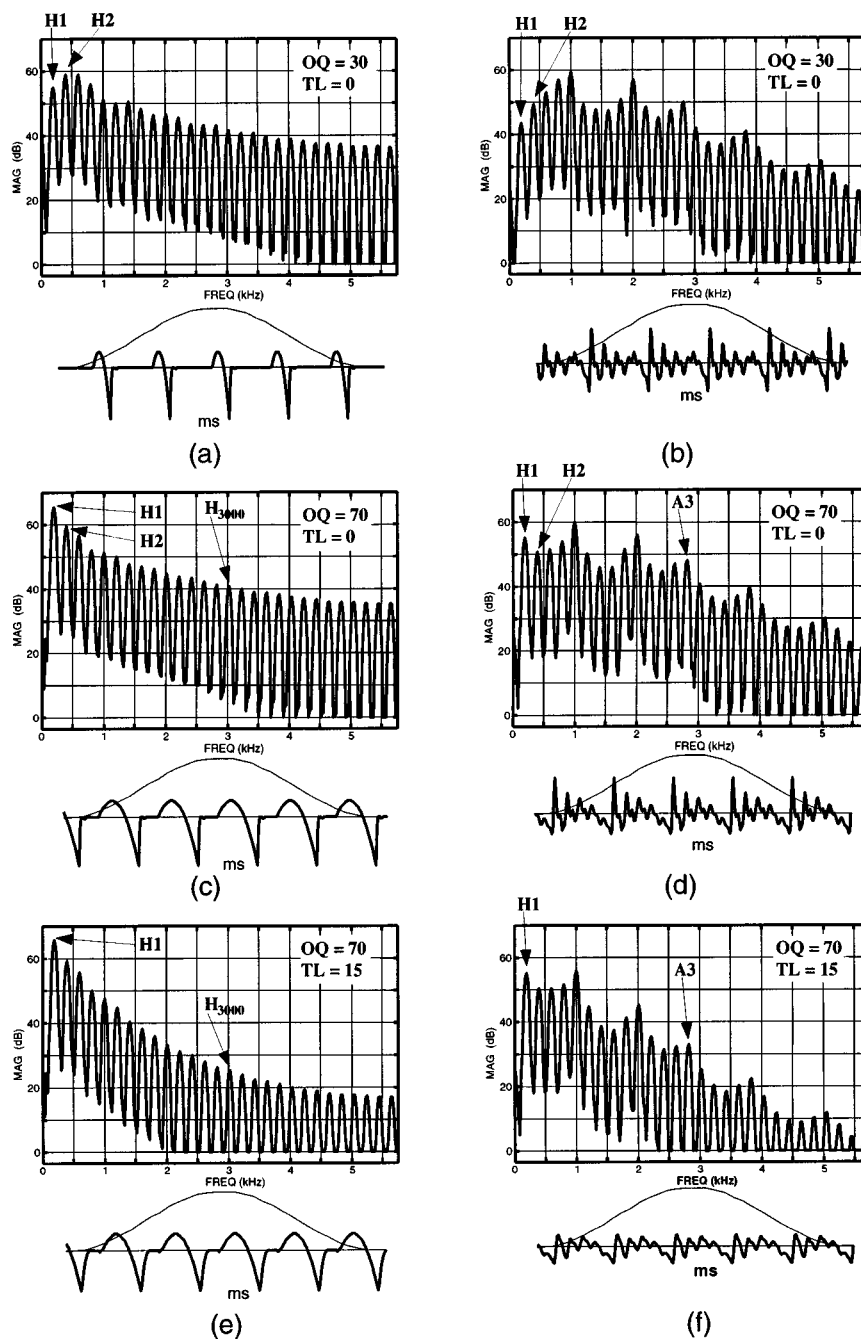 H1
H2
OQ = 30
TL = 0
60
40
20
0
MAG (dB)
0
1
2
3
4
5
FREQ (kHz)
ms
(a)
H1
H2
OQ = 30
TL = 0
60
40
20
0
MAG (dB)
0
1
2
3
4
5
FREQ (kHz)
ms
(b)
H1
H2
H3000
OQ = 70
TL = 0
60
40
20
0
MAG (dB)
0
1
2
3
4
5
FREQ (kHz)
ms
(c)
H1
H2
A3
OQ = 70
TL = 0
60
40
20
0
MAG (dB)
0
1
2
3
4
5
FREQ (kHz)
ms
(d)
H1
H3000
OQ = 70
TL = 15
60
40
20
0
MAG (dB)
0
1
2
3
4
5
FREQ (kHz)
ms
(e)
H1
A3
OQ = 70
TL = 15
60
40
20
0
MAG (dB)
0
1
2
3
4
5
FREQ (kHz)
ms
(f)